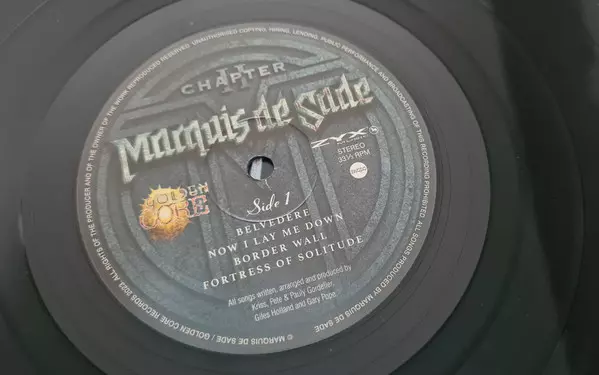 CHAPTER
II
Marquis de Sade
ZYX
MUSIC
STEREO
33⅓ RPM
GOLDEN
CORE
Side 1
BELVEDERE
NOW I LAY ME DOWN
BORDER WALL
FORTRESS OF SOLITUDE
All songs written, arranged and produced by
Kriss, Pete & Pauly Gordelier,
Giles Holland and Gary Pope
ALL RIGHTS OF THE PRODUCER AND OF THE OWNER OF THE WORK REPRODUCED RESERVED. UNAUTHORISED COPYING, HIRING, LENDING, PUBLIC PERFORMANCE AND BROADCASTING OF THE RECORDING PROHIBITED. ALL SONGS PRODUCED BY MARQUIS DE SADE
© MARQUIS DE SADE / GOLDEN CORE RECORDS 2023